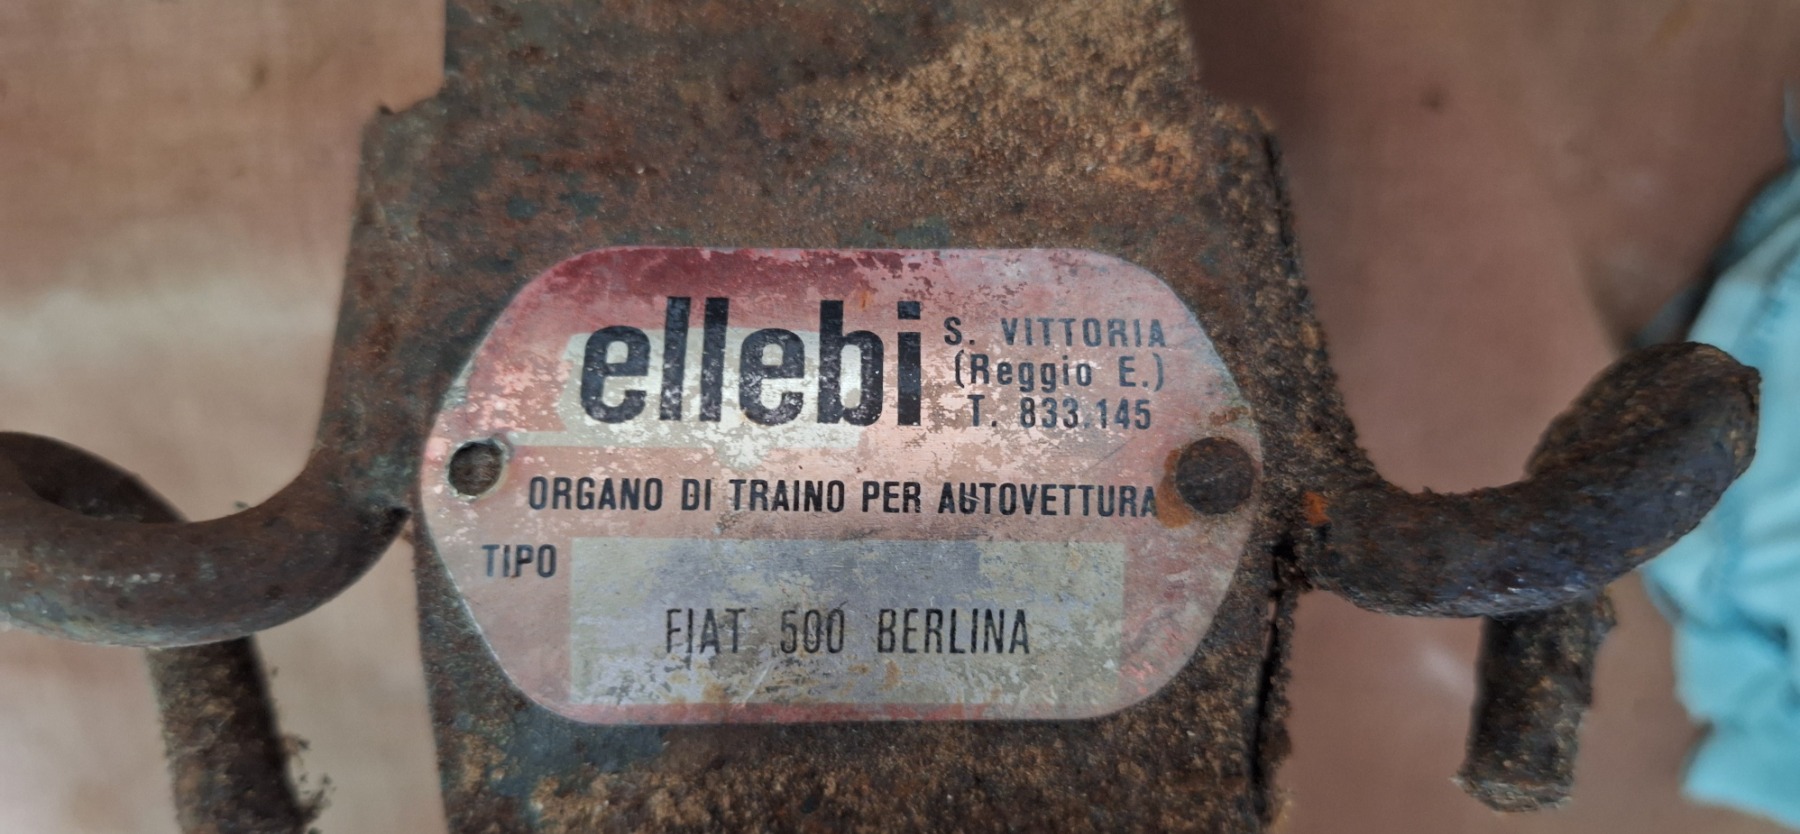 ellebi
S. VITTORIA
(Reggio E.)
T. 833.145
ORGANO DI TRAINO PER AUTOVETTURA
TIPO
FIAT 500 BERLINA